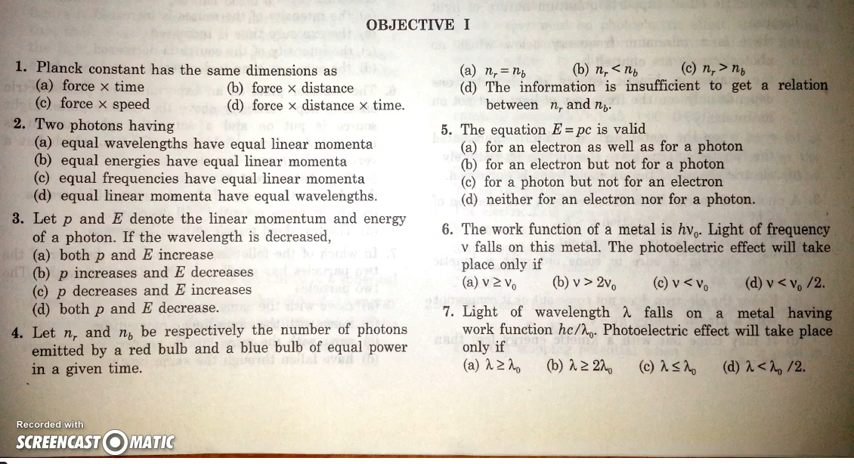 OBJECTIVE I
1. Planck constant has the same dimensions as
(a) force × time (b) force × distance
(c) force × speed (d) force × distance × time.
2. Two photons having
(a) equal wavelengths have equal linear momenta
(b) equal energies have equal linear momenta
(c) equal frequencies have equal linear momenta
(d) equal linear momenta have equal wavelengths.
3. Let p and E denote the linear momentum and energy
of a photon. If the wavelength is decreased,
(a) both p and E increase
(b) p increases and E decreases
(c) p decreases and E increases
(d) both p and E decrease.
4. Let nᵣ and n_b be respectively the number of photons
emitted by a red bulb and a blue bulb of equal power
in a given time.
(a) nᵣ = n_b (b) nᵣ < n_b (c) nᵣ > n_b
(d) The information is insufficient to get a relation
between nᵣ and n_b.
5. The equation E = pc is valid
(a) for an electron as well as for a photon
(b) for an electron but not for a photon
(c) for a photon but not for an electron
(d) neither for an electron nor for a photon.
6. The work function of a metal is hν₀. Light of frequency
ν falls on this metal. The photoelectric effect will take
place only if
(a) ν ≥ ν₀ (b) ν > 2ν₀ (c) ν < ν₀ (d) ν < ν₀ /2.
7. Light of wavelength λ falls on a metal having
work function hc/λ₀. Photoelectric effect will take place
only if
(a) λ ≥ λ₀ (b) λ ≥ 2λ₀ (c) λ ≤ λ₀ (d) λ < λ₀ /2.
Recorded with
SCREENCAST O MATIC